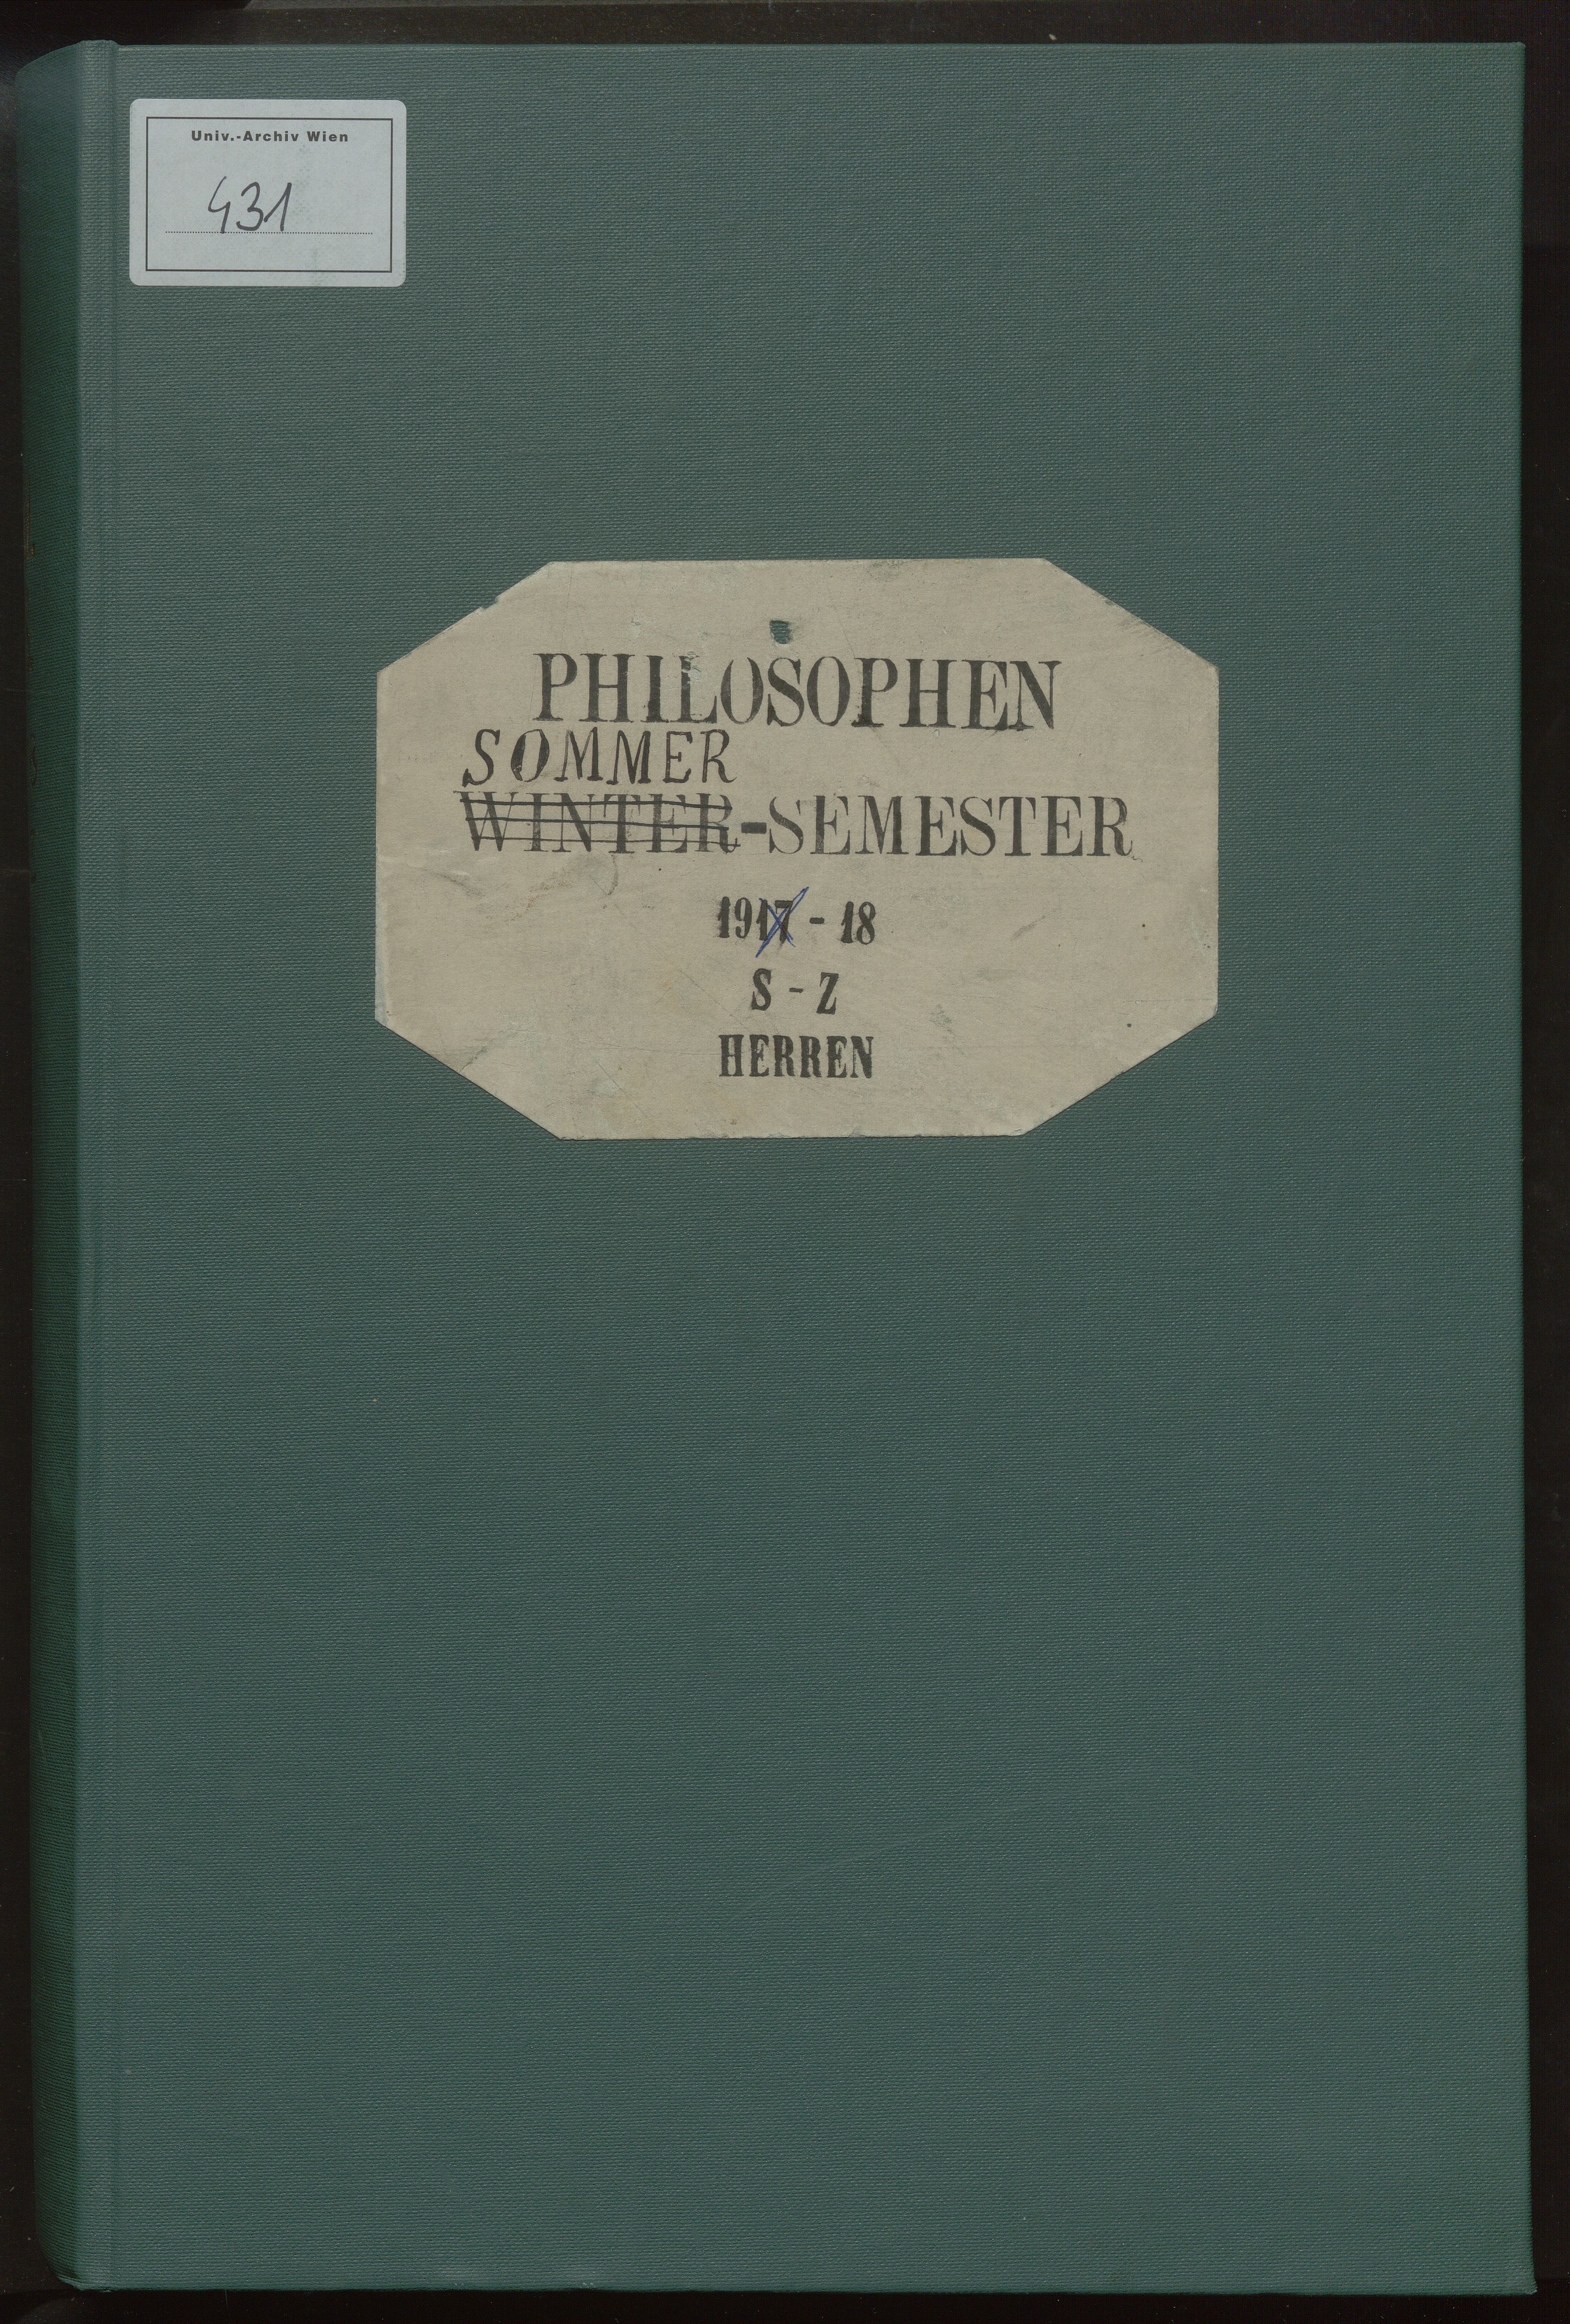 Univ.-Archiv Wien
431
PHILOSOPHEN
SOMMER
WINTER-SEMESTER
1917 - 18
S - Z
HERREN